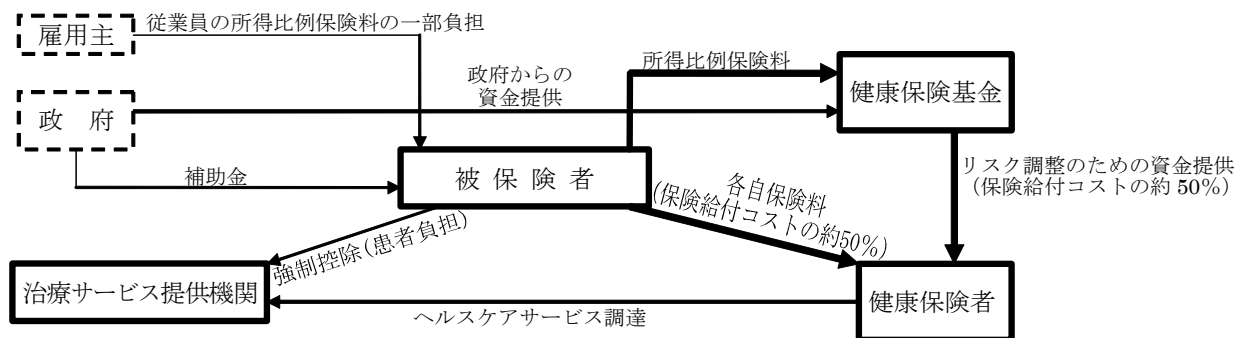 従業員の所得比例保険料の一部負担
雇用主
所得比例保険料
政府からの
資金提供
健康保険基金
政 府
リスク調整のための資金提供
(保険給付コストの約 50%)
補助金
被 保 険 者
各自保険料
(保険給付コストの約50%)
強制控除(患者負担)
治療サービス提供機関
健康保険者
ヘルスケアサービス調達